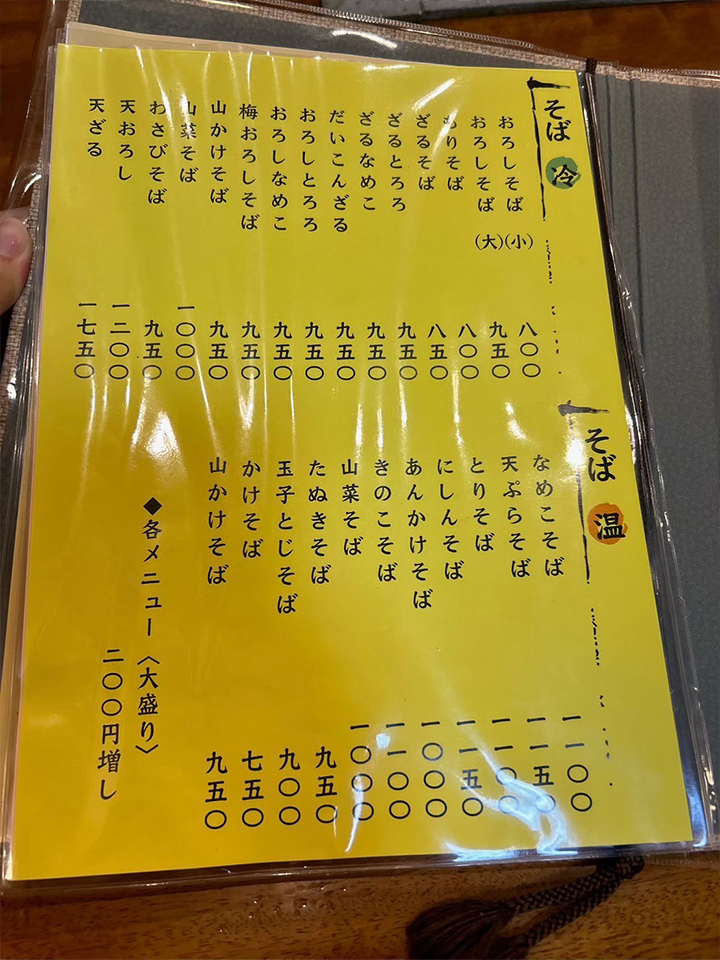 そば 冷
おろしそば (小) 八〇〇
おろしそば (大) 九五〇
もりそば 八〇〇
ざるそば 八五〇
ざるとろろ 九五〇
ざるなめこ 九五〇
だいこんざる 九五〇
おろしとろろ 九五〇
おろしなめこ 九五〇
梅おろしそば 九五〇
山かけそば 九五〇
山菜そば 一〇〇〇
わさびそば 九五〇
天おろし 一二〇〇
天ざる 一七五〇
そば 温
なめこそば 一一〇〇
天ぷらそば 一一五〇
とりそば 一一〇〇
にしんそば 一一五〇
あんかけそば 一〇〇〇
きのこそば 一一〇〇
山菜そば 一〇〇〇
たぬきそば 九五〇
玉子とじそば 九〇〇
かけそば 七五〇
山かけそば 九五〇
◆各メニュー〈大盛り〉
二〇〇円増し